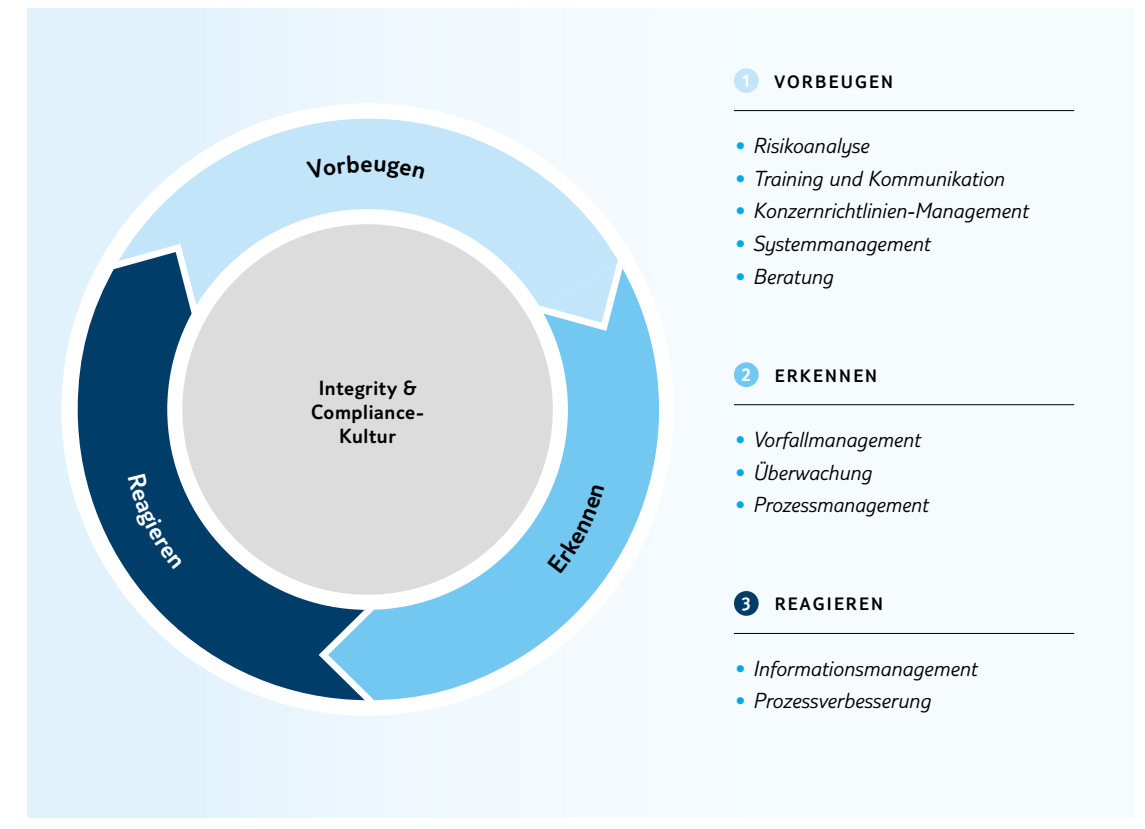 Vorbeugen
Erkennen
Reagieren
Integrity &
Compliance-
Kultur
1 VORBEUGEN
• Risikoanalyse
• Training und Kommunikation
• Konzernrichtlinien-Management
• Systemmanagement
• Beratung
2 ERKENNEN
• Vorfallmanagement
• Überwachung
• Prozessmanagement
3 REAGIEREN
• Informationsmanagement
• Prozessverbesserung